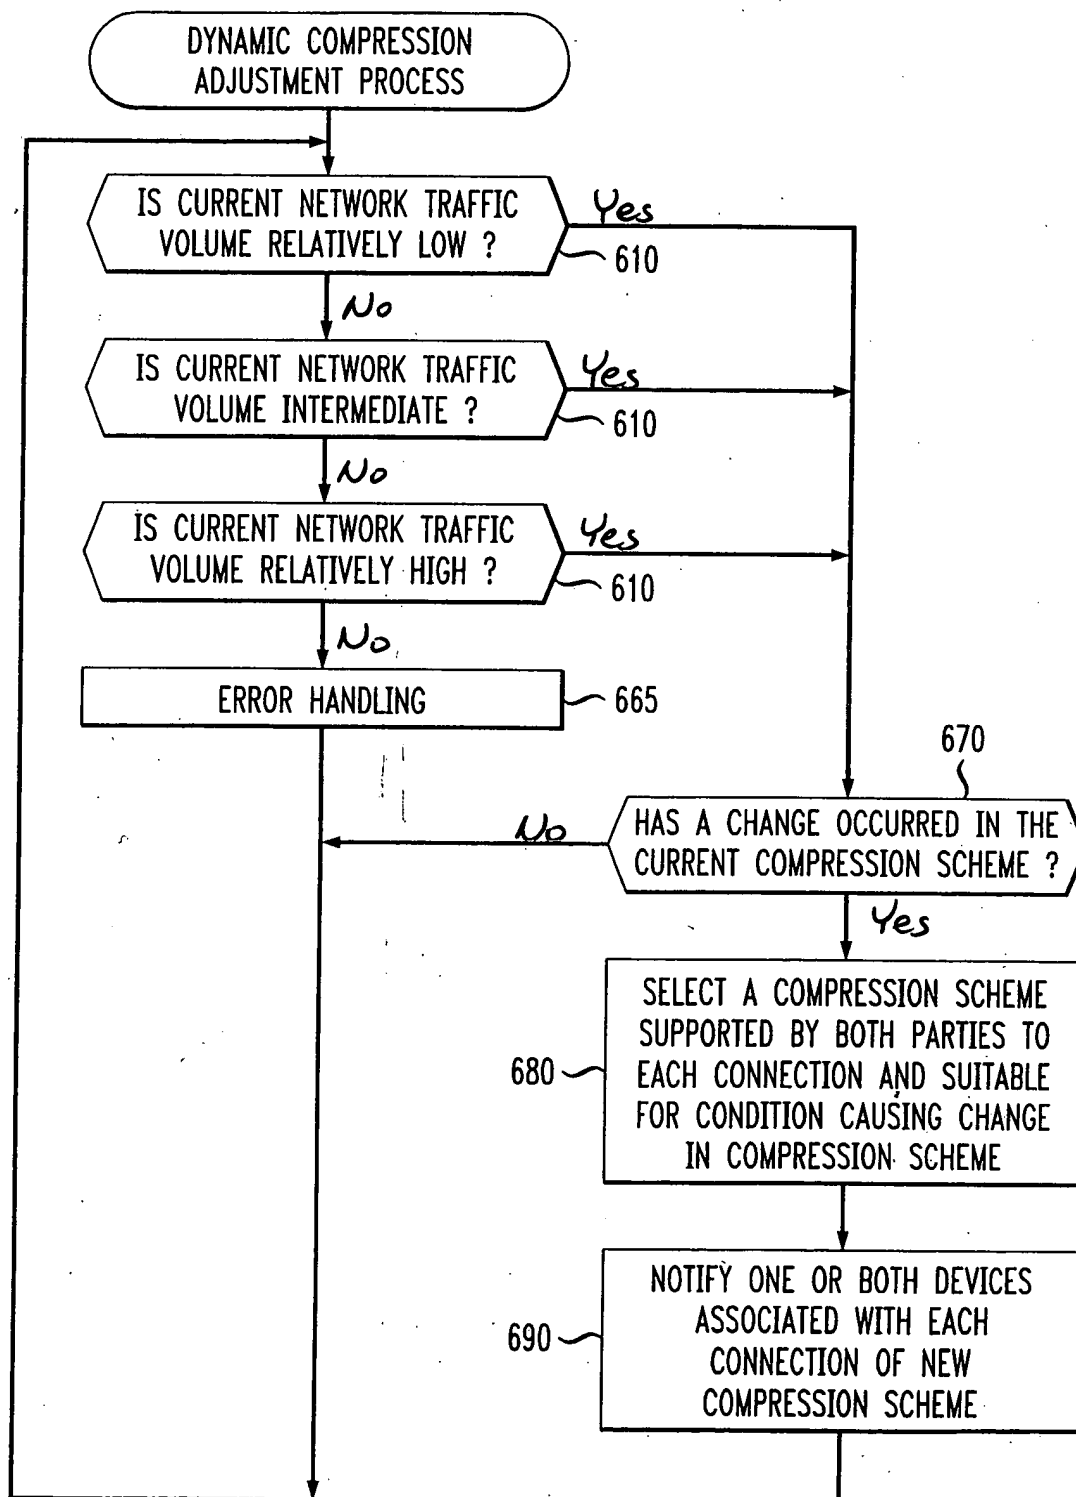 DYNAMIC COMPRESSION
ADJUSTMENT PROCESS
IS CURRENT NETWORK TRAFFIC
VOLUME RELATIVELY LOW ?
Yes
610
No
IS CURRENT NETWORK TRAFFIC
VOLUME INTERMEDIATE ?
Yes
610
No
IS CURRENT NETWORK TRAFFIC
VOLUME RELATIVELY HIGH ?
Yes
610
No
ERROR HANDLING
665
670
HAS A CHANGE OCCURRED IN THE
CURRENT COMPRESSION SCHEME ?
No
Yes
SELECT A COMPRESSION SCHEME
SUPPORTED BY BOTH PARTIES TO
EACH CONNECTION AND SUITABLE
FOR CONDITION CAUSING CHANGE
IN COMPRESSION SCHEME
680
NOTIFY ONE OR BOTH DEVICES
ASSOCIATED WITH EACH
CONNECTION OF NEW
COMPRESSION SCHEME
690